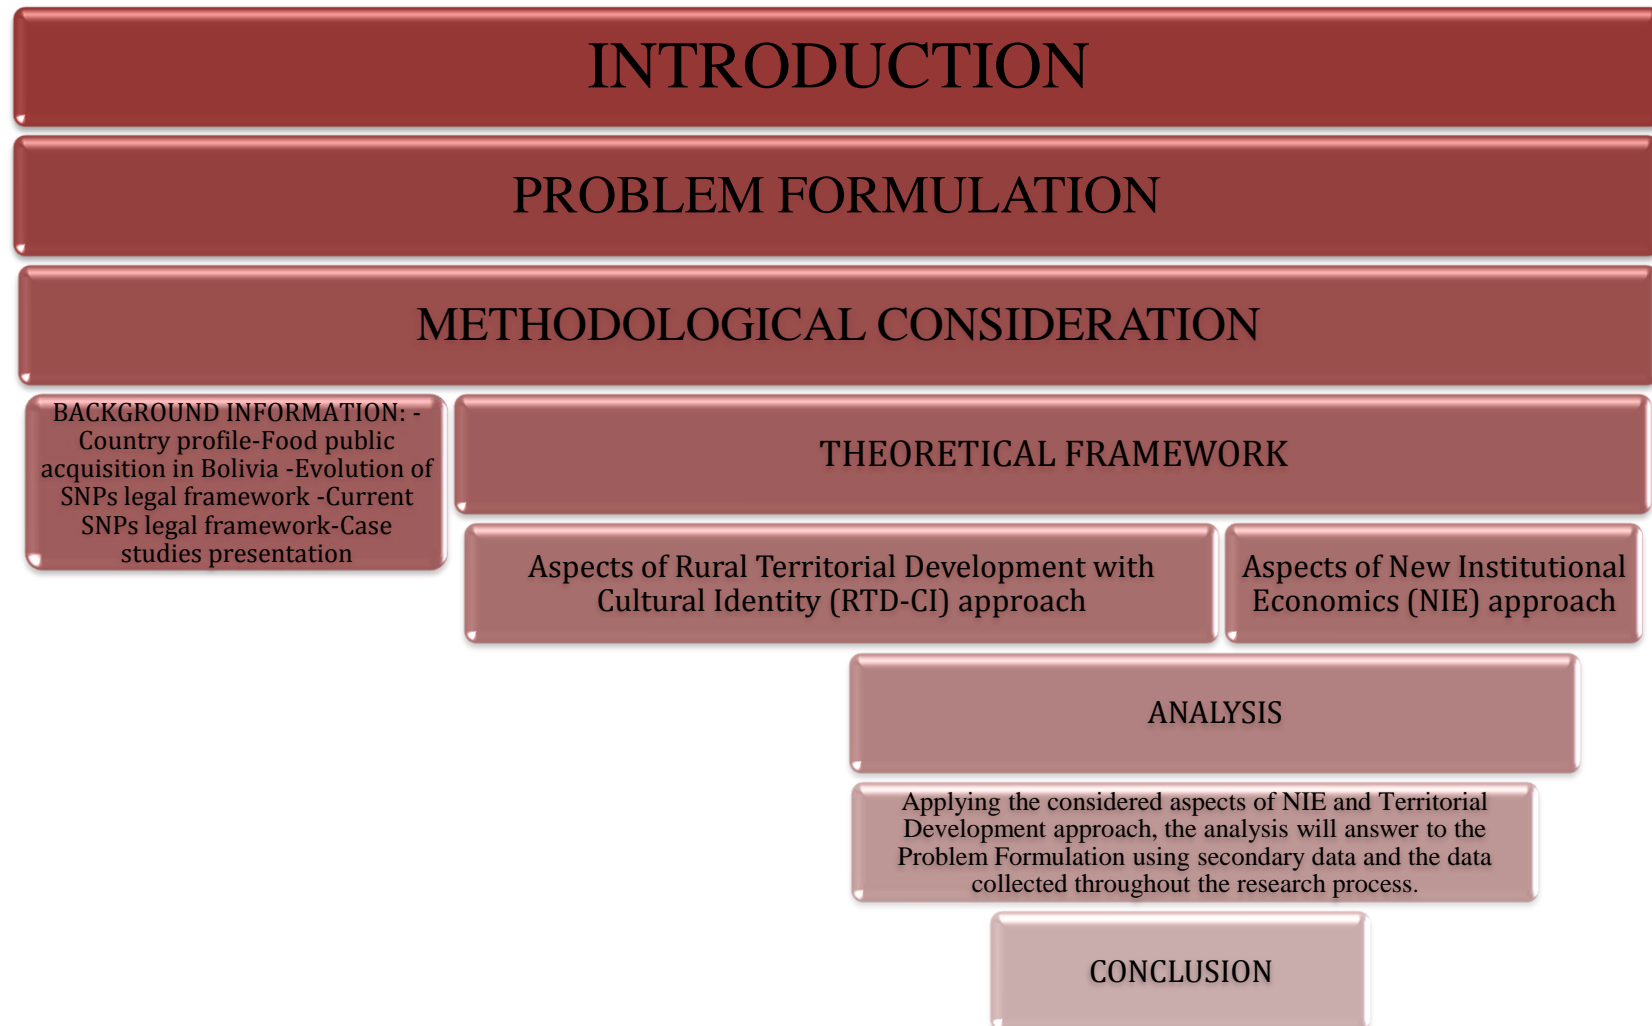 INTRODUCTION
PROBLEM FORMULATION
METHODOLOGICAL CONSIDERATION
BACKGROUND INFORMATION: -
Country profile-Food public
acquisition in Bolivia -Evolution of
SNPs legal framework -Current
SNPs legal framework-Case
studies presentation
THEORETICAL FRAMEWORK
Aspects of Rural Territorial Development with
Cultural Identity (RTD-CI) approach
Aspects of New Institutional
Economics (NIE) approach
ANALYSIS
Applying the considered aspects of NIE and Territorial
Development approach, the analysis will answer to the
Problem Formulation using secondary data and the data
collected throughout the research process.
CONCLUSION